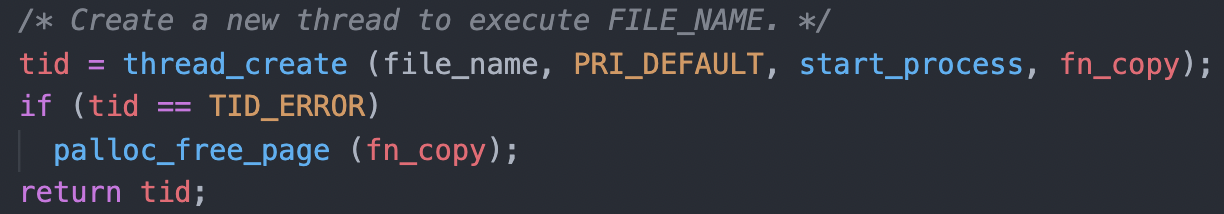 /* Create a new thread to execute FILE_NAME. */
tid = thread_create (file_name, PRI_DEFAULT, start_process, fn_copy);
if (tid == TID_ERROR)
  palloc_free_page (fn_copy);
return tid;